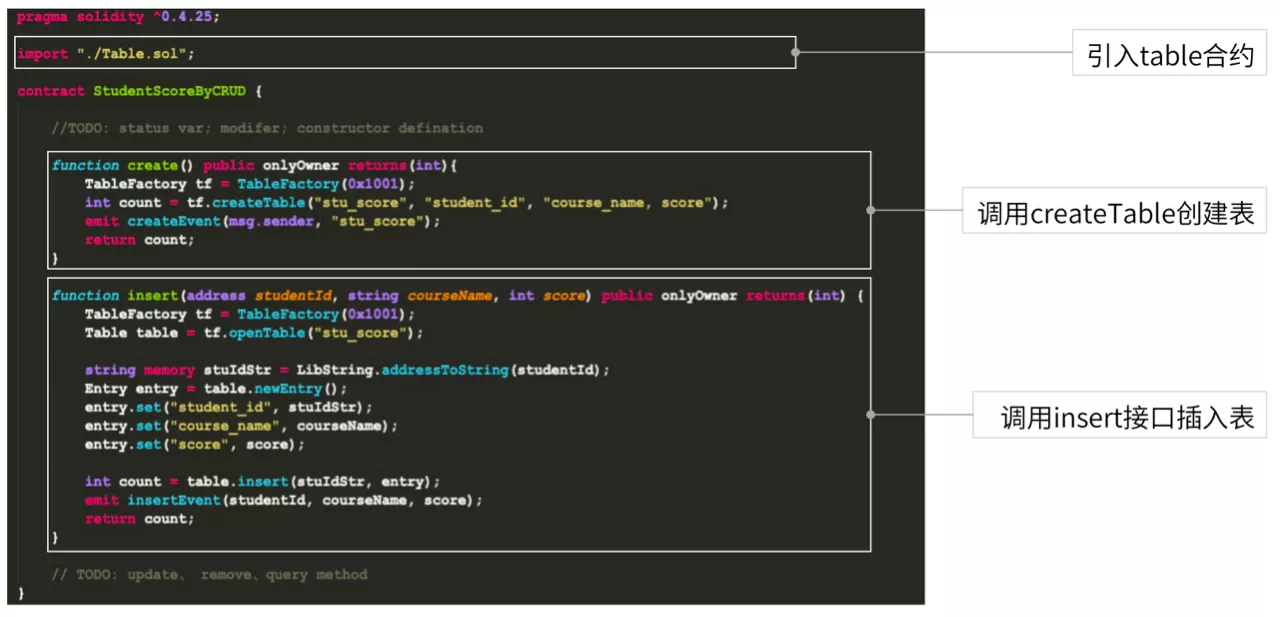 pragma solidity ^0.4.25;
import "./Table.sol";
引入table合约
contract StudentScoreByCRUD {
//TODO: status var; modifer; constructor defination
function create() public onlyOwner returns(int){
TableFactory tf = TableFactory(0x1001);
int count = tf.createTable("stu_score", "student_id", "course_name, score");
emit createEvent(msg.sender, "stu_score");
return count;
}
调用createTable创建表
function insert(address studentId, string courseName, int score) public onlyOwner returns(int) {
TableFactory tf = TableFactory(0x1001);
Table table = tf.openTable("stu_score");
string memory stuIdStr = LibString.addressToString(studentId);
Entry entry = table.newEntry();
entry.set("student_id", stuIdStr);
entry.set("course_name", courseName);
entry.set("score", score);
int count = table.insert(stuIdStr, entry);
emit insertEvent(studentId, courseName, score);
return count;
}
调用insert接口插入表
// TODO: update、 remove、query method
}